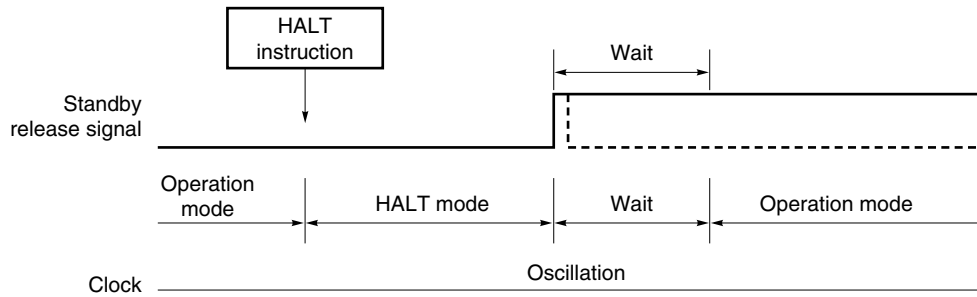 HALT
instruction
Wait
Standby
release signal
Operation
mode
HALT mode
Wait
Operation mode
Clock
Oscillation